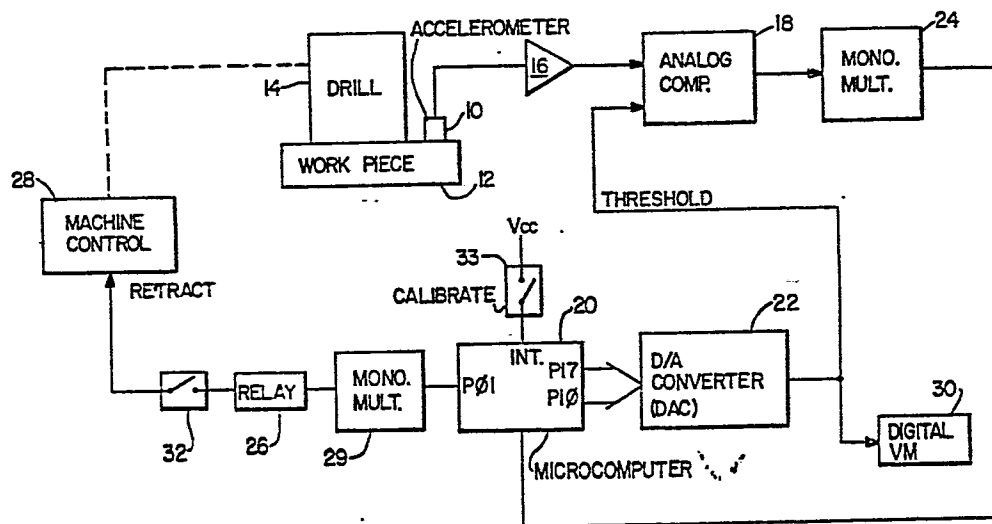 ACCELEROMETER
18
24
14
DRILL
16
ANALOG
COMP.
MONO.
MULT.
10
WORK PIECE
12
28
THRESHOLD
MACHINE
CONTROL
Vcc
33
RETRACT
CALIBRATE
20
22
INT.
P17
P1Ø
D/A
CONVERTER
(DAC)
RELAY
MONO.
MULT.
PØ1
30
32
26
29
MICROCOMPUTER
DIGITAL
VM